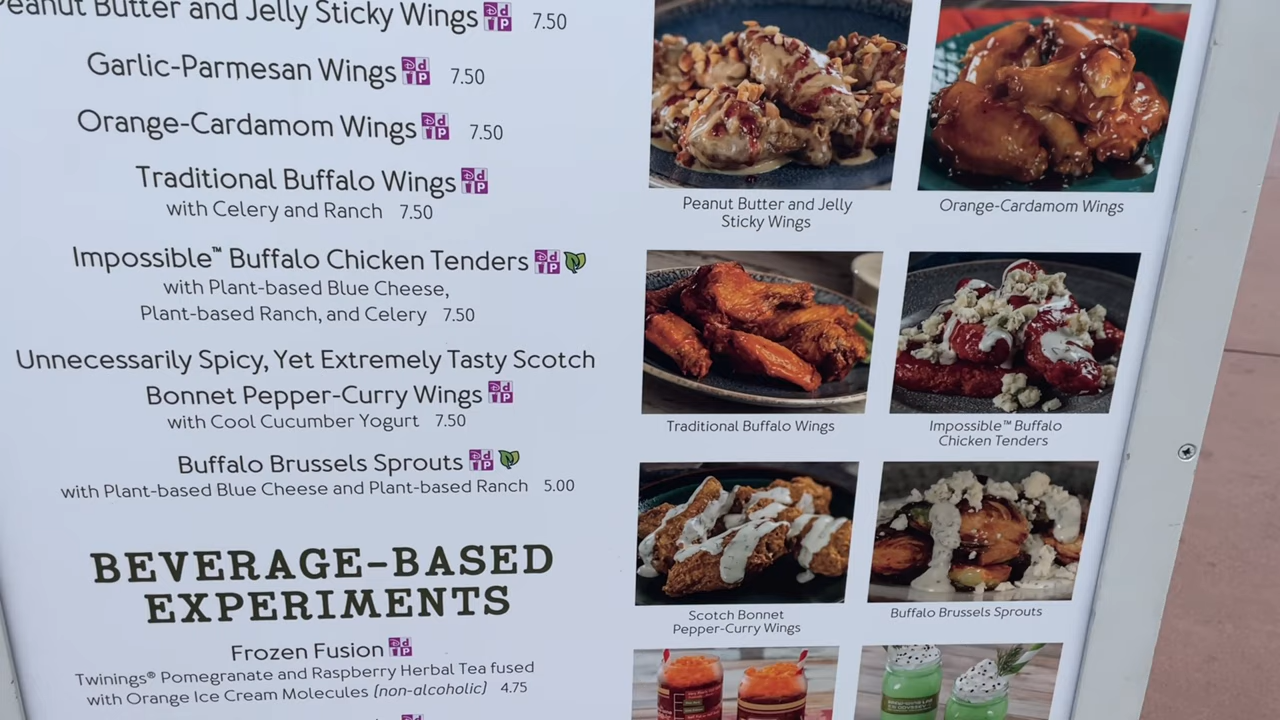 Peanut Butter and Jelly Sticky Wings 7.50
Garlic-Parmesan Wings 7.50
Orange-Cardamom Wings 7.50
Traditional Buffalo Wings
with Celery and Ranch 7.50
Impossible™ Buffalo Chicken Tenders
with Plant-based Blue Cheese,
Plant-based Ranch, and Celery 7.50
Unnecessarily Spicy, Yet Extremely Tasty Scotch
Bonnet Pepper-Curry Wings
with Cool Cucumber Yogurt 7.50
Buffalo Brussels Sprouts
with Plant-based Blue Cheese and Plant-based Ranch 5.00
BEVERAGE-BASED
EXPERIMENTS
Frozen Fusion
Twinings® Pomegranate and Raspberry Herbal Tea fused
with Orange Ice Cream Molecules (non-alcoholic) 4.75
Peanut Butter and Jelly
Sticky Wings
Orange-Cardamom Wings
Traditional Buffalo Wings
Impossible™ Buffalo
Chicken Tenders
Scotch Bonnet
Pepper-Curry Wings
Buffalo Brussels Sprouts